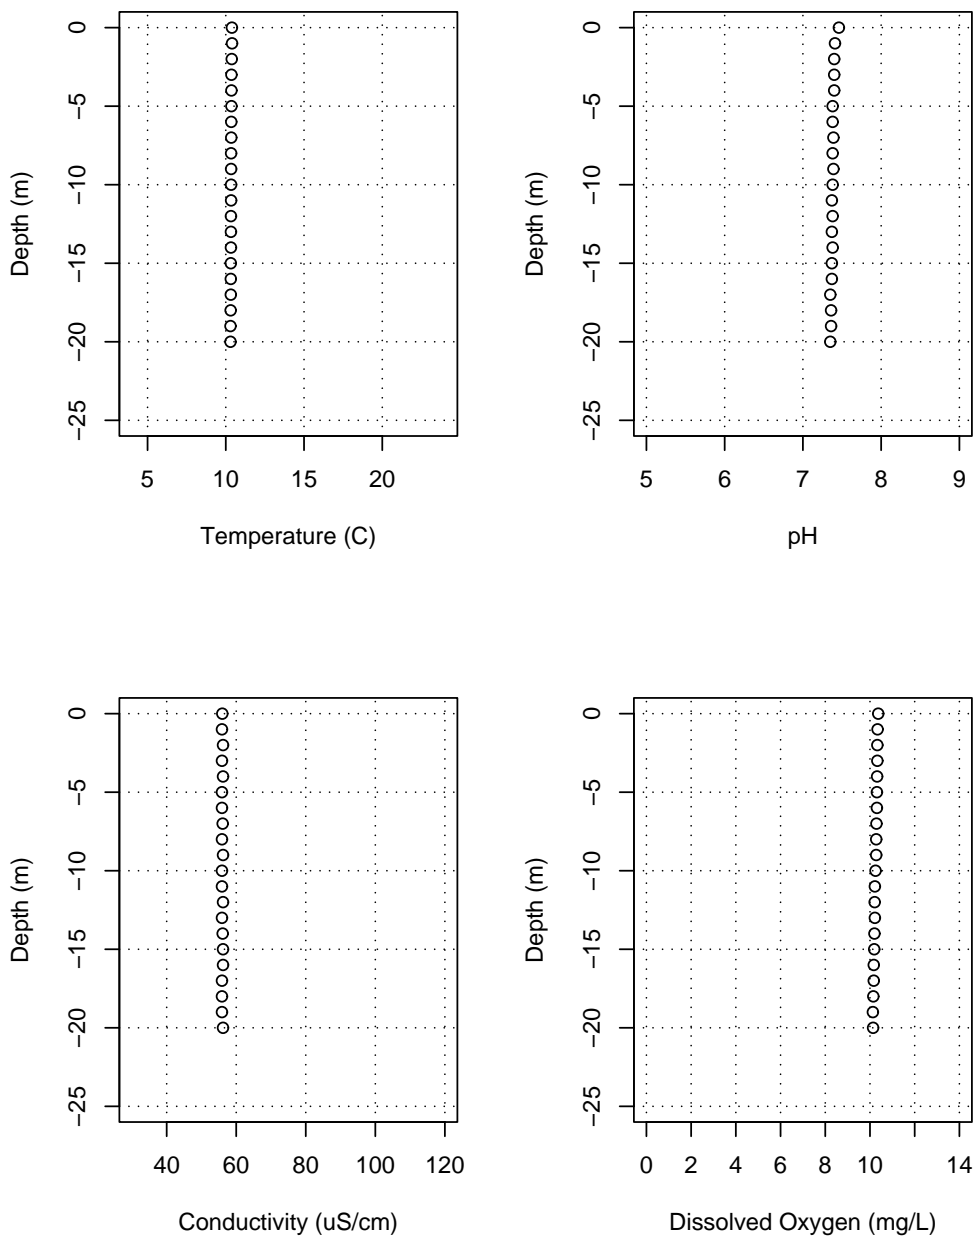 0
−5
−10
−15
−20
−25
Depth (m)
5 10 15 20
Temperature (C)
0
−5
−10
−15
−20
−25
Depth (m)
5 6 7 8 9
pH
0
−5
−10
−15
−20
−25
Depth (m)
40 60 80 100 120
Conductivity (uS/cm)
0
−5
−10
−15
−20
−25
Depth (m)
0 2 4 6 8 10 14
Dissolved Oxygen (mg/L)